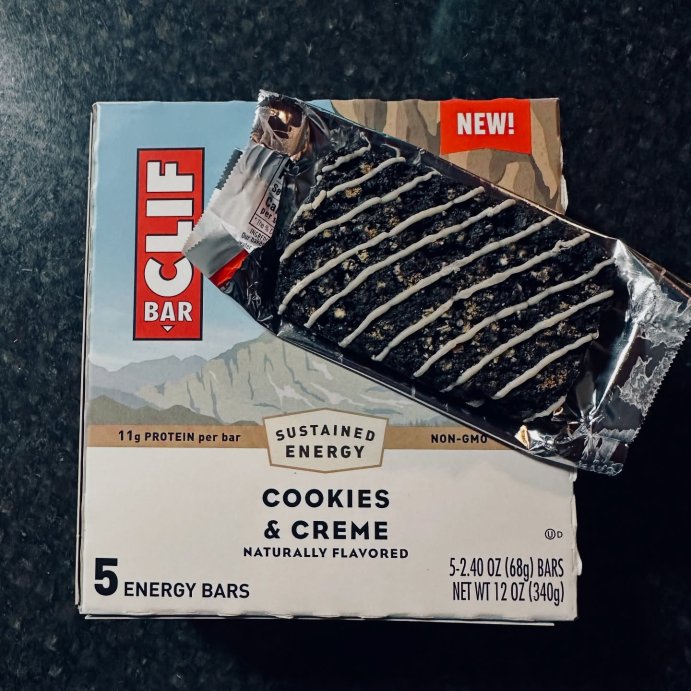 NEW!
CLIF
BAR
11g PROTEIN per bar
SUSTAINED
ENERGY
NON-GMO
COOKIES
& CREME
NATURALLY FLAVORED
Ⓤ D
5 ENERGY BARS
5-2.40 OZ (68g) BARS
NET WT 12 OZ (340g)